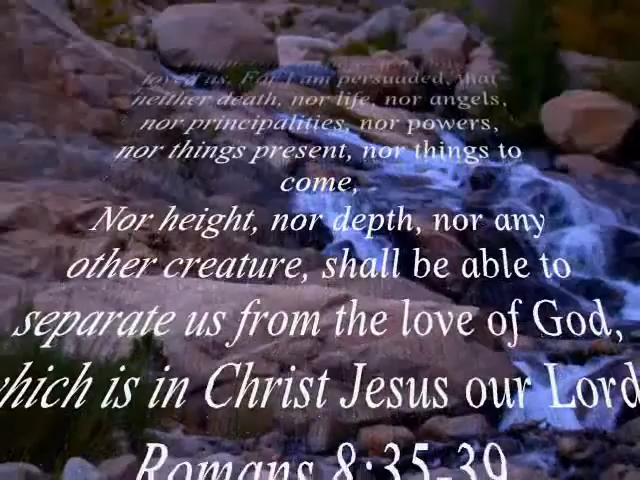 loved us. For I am persuaded, that
neither death, nor life, nor angels,
nor principalities, nor powers,
nor things present, nor things to
come,
Nor height, nor depth, nor any
other creature, shall be able to
separate us from the love of God,
which is in Christ Jesus our Lord
Romans 8:35-39